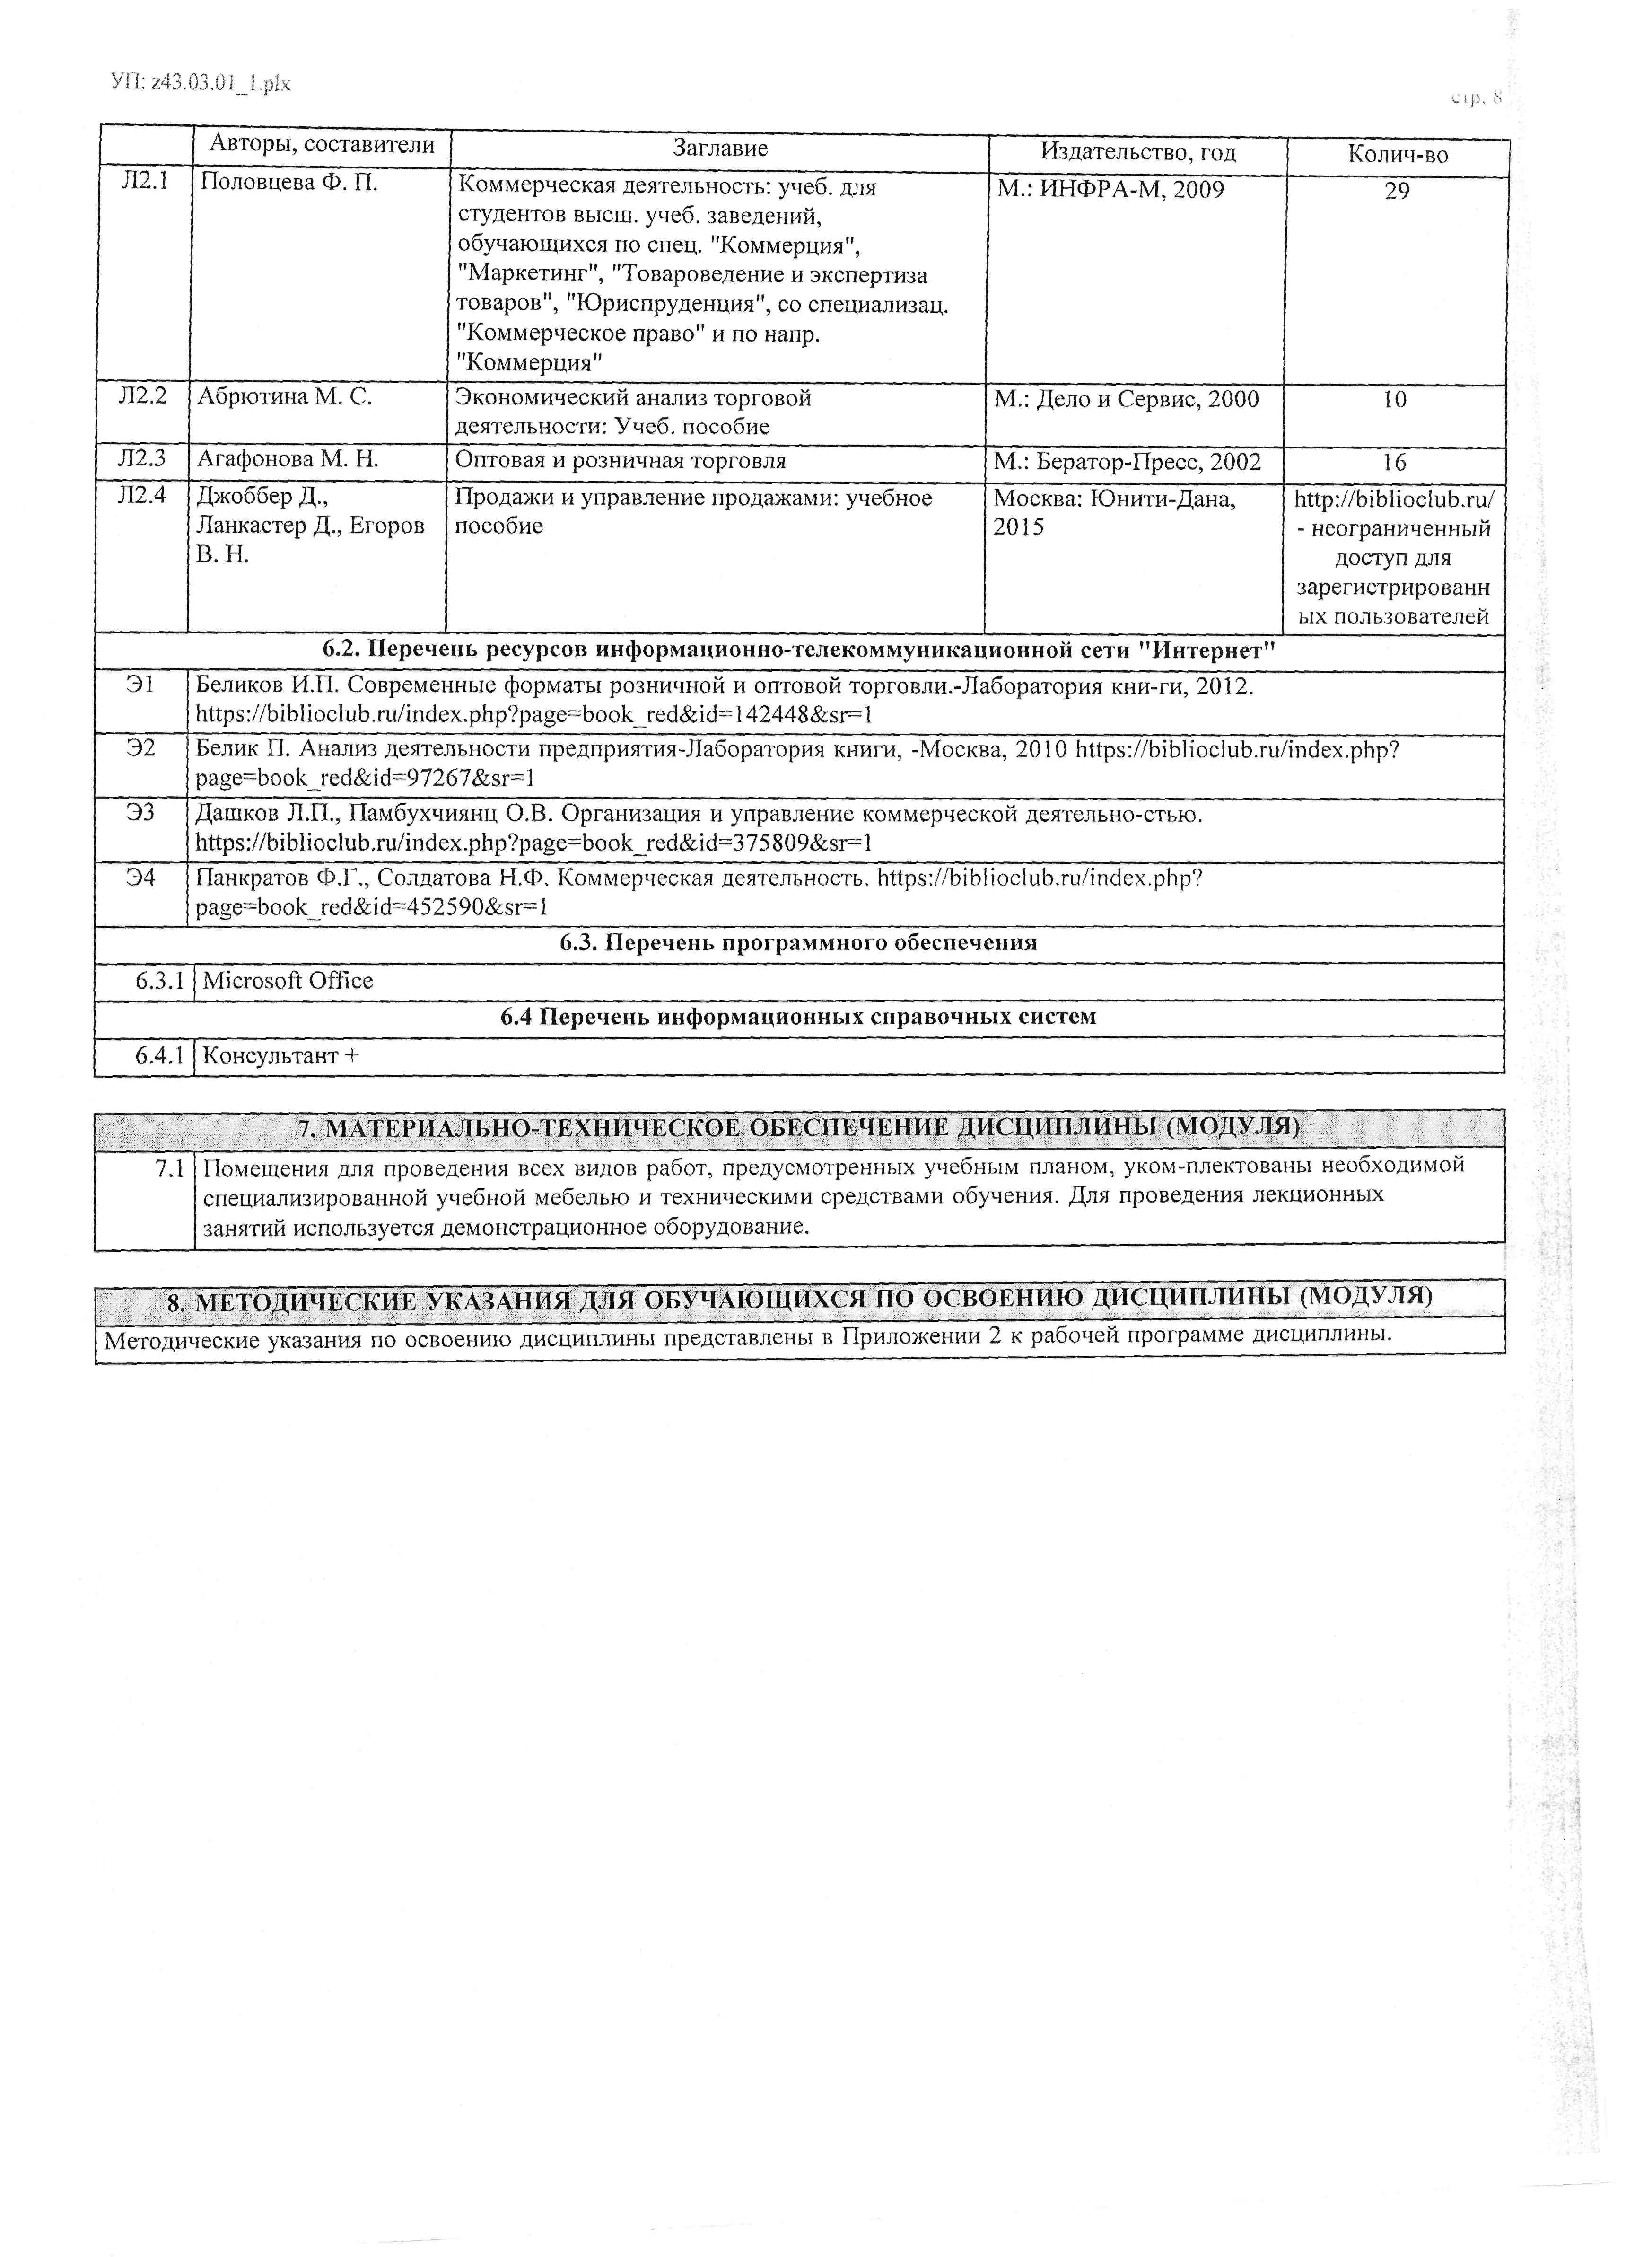 УП: z43.03.01_1.plx
стр. 8
Авторы, составители
Заглавие
Издательство, год
Колич-во
Л2.1
Половцева Ф. П.
Коммерческая деятельность: учеб. для
студентов высш. учеб. заведений,
обучающихся по спец. "Коммерция",
"Маркетинг", "Товароведение и экспертиза
товаров", "Юриспруденция", со специализац.
"Коммерческое право" и по напр.
"Коммерция"
М.: ИНФРА-М, 2009
29
Л2.2
Абрютина М. С.
Экономический анализ торговой
деятельности: Учеб. пособие
М.: Дело и Сервис, 2000
10
Л2.3
Агафонова М. Н.
Оптовая и розничная торговля
М.: Бератор-Пресс, 2002
16
Л2.4
Джоббер Д.,
Ланкастер Д., Егоров
В. Н.
Продажи и управление продажами: учебное
пособие
Москва: Юнити-Дана,
2015
http://biblioclub.ru/
- неограниченный
доступ для
зарегистрированн
ых пользователей
6.2. Перечень ресурсов информационно-телекоммуникационной сети "Интернет"
Э1
Беликов И.П. Современные форматы розничной и оптовой торговли.-Лаборатория кни-ги, 2012.
https://biblioclub.ru/index.php?page=book_red&id=142448&sr=1
Э2
Белик П. Анализ деятельности предприятия-Лаборатория книги, -Москва, 2010 https://biblioclub.ru/index.php?
page=book_red&id=97267&sr=1
Э3
Дашков Л.П., Памбухчиянц О.В. Организация и управление коммерческой деятельно-стью.
https://biblioclub.ru/index.php?page=book_red&id=375809&sr=1
Э4
Панкратов Ф.Г., Солдатова Н.Ф. Коммерческая деятельность. https://biblioclub.ru/index.php?
page=book_red&id=452590&sr=1
6.3. Перечень программного обеспечения
6.3.1 Microsoft Office
6.4 Перечень информационных справочных систем
6.4.1 Консультант +
7. МАТЕРИАЛЬНО-ТЕХНИЧЕСКОЕ ОБЕСПЕЧЕНИЕ ДИСЦИПЛИНЫ (МОДУЛЯ)
7.1 Помещения для проведения всех видов работ, предусмотренных учебным планом, уком-плектованы необходимой
специализированной учебной мебелью и техническими средствами обучения. Для проведения лекционных
занятий используется демонстрационное оборудование.
8. МЕТОДИЧЕСКИЕ УКАЗАНИЯ ДЛЯ ОБУЧАЮЩИХСЯ ПО ОСВОЕНИЮ ДИСЦИПЛИНЫ (МОДУЛЯ)
Методические указания по освоению дисциплины представлены в Приложении 2 к рабочей программе дисциплины.